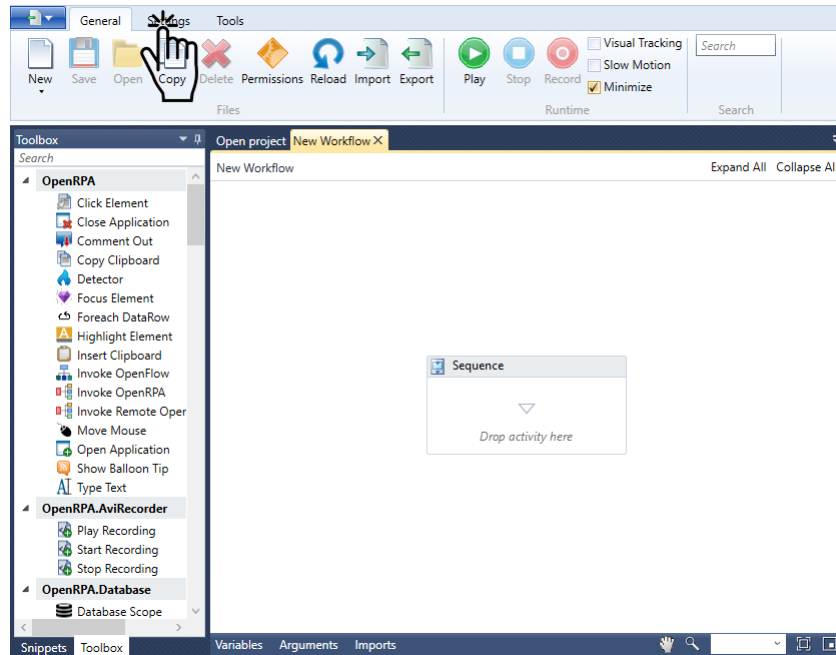 General Settings Tools
New Save Open Copy Delete Permissions Reload Import Export Play Stop Record
Visual Tracking
Slow Motion
Minimize
Search
Files Runtime Search
Toolbox
Search
Open project New Workflow
New Workflow Expand All Collapse Al
OpenRPA
Click Element
Close Application
Comment Out
Copy Clipboard
Detector
Focus Element
Foreach DataRow
Highlight Element
Insert Clipboard
Invoke OpenFlow
Invoke OpenRPA
Invoke Remote Oper
Move Mouse
Open Application
Show Balloon Tip
Type Text
OpenRPA.AviRecorder
Play Recording
Start Recording
Stop Recording
OpenRPA.Database
Database Scope
Sequence
Drop activity here
Snippets Toolbox
Variables Arguments Imports